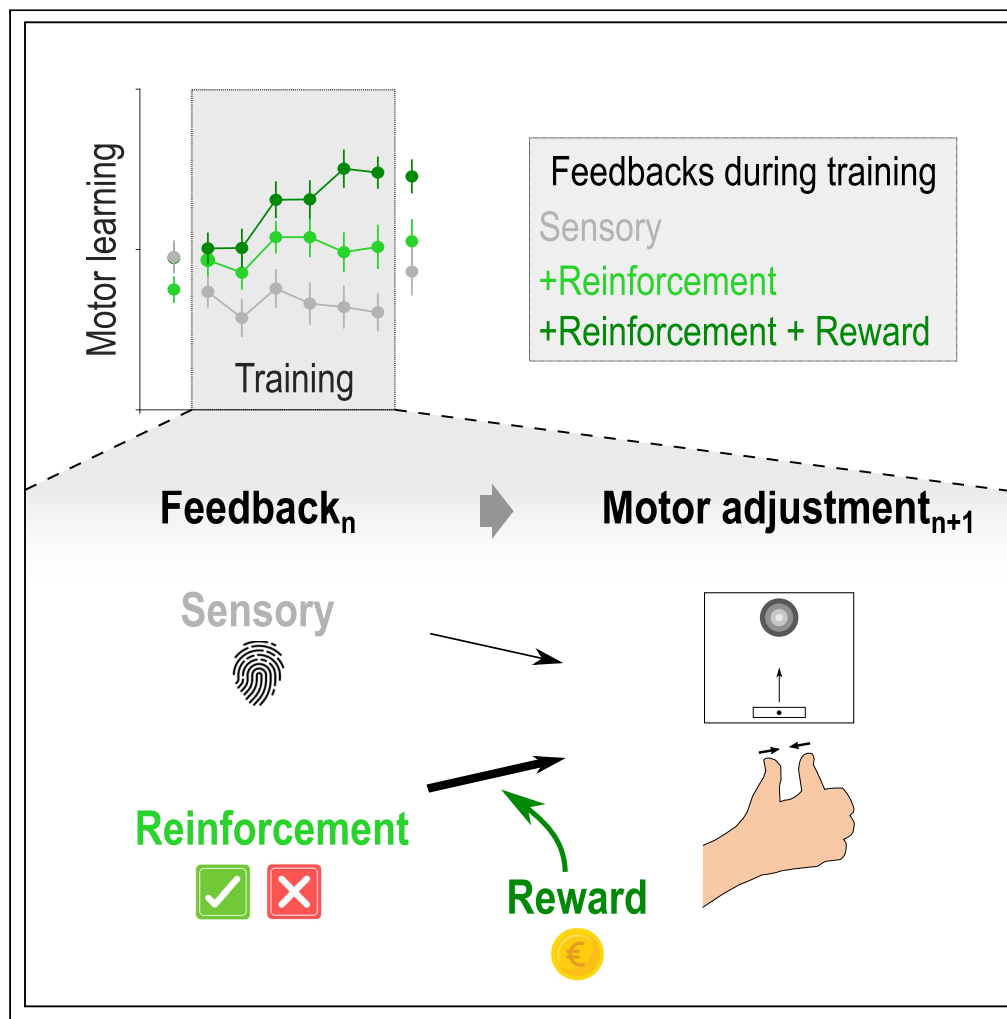 Motor learning
Training
Feedbacks during training
Sensory
+Reinforcement
+Reinforcement + Reward
Feedbackₙ
Motor adjustmentₙ₊₁
Sensory
Reinforcement
Reward
€